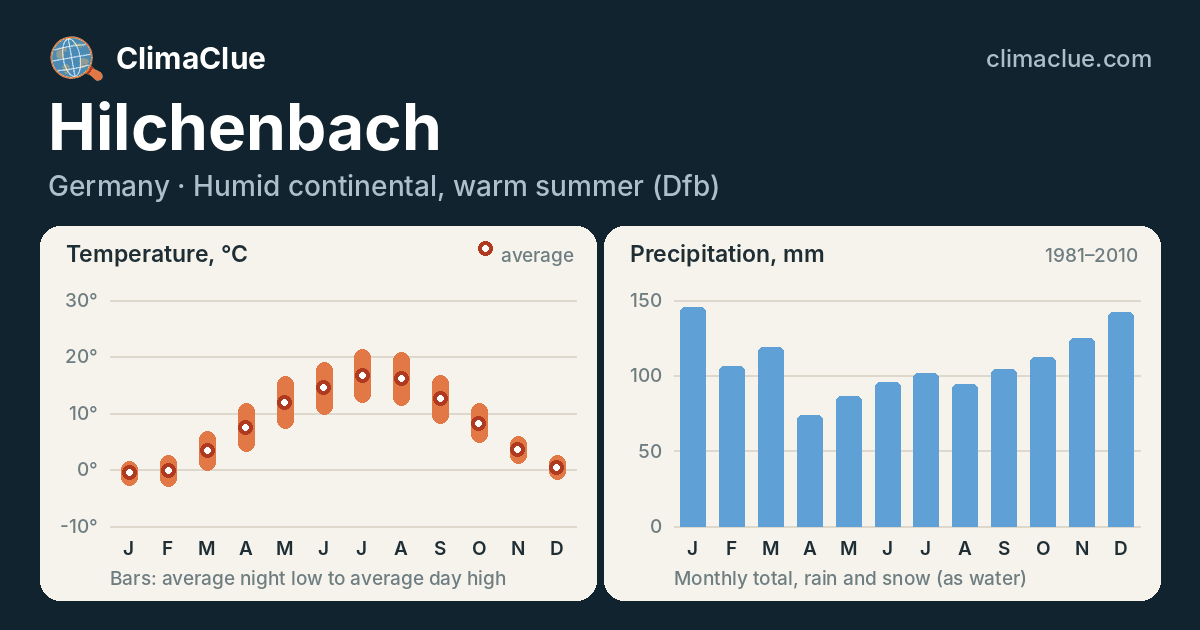 ClimaClue
climaclue.com
Hilchenbach
Germany · Humid continental, warm summer (Dfb)
Temperature, °C
average
30°
20°
10°
0°
-10°
J F M A M J J A S O N D
Bars: average night low to average day high
Precipitation, mm
1981–2010
150
100
50
0
J F M A M J J A S O N D
Monthly total, rain and snow (as water)